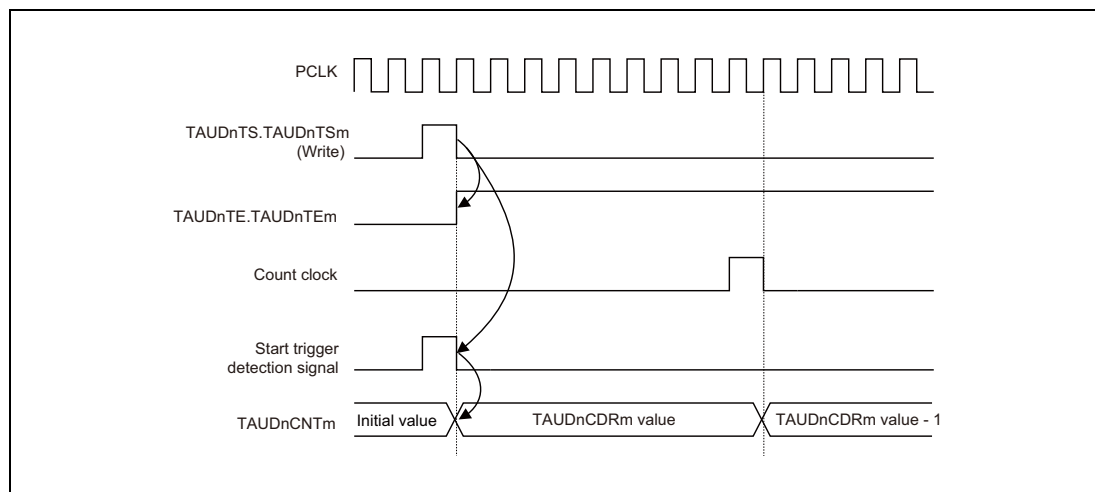 PCLK
TAUDnTS.TAUDnTSm
(Write)
TAUDnTE.TAUDnTEm
Count clock
Start trigger
detection signal
TAUDnCNTm
Initial value
TAUDnCDRm value
TAUDnCDRm value - 1